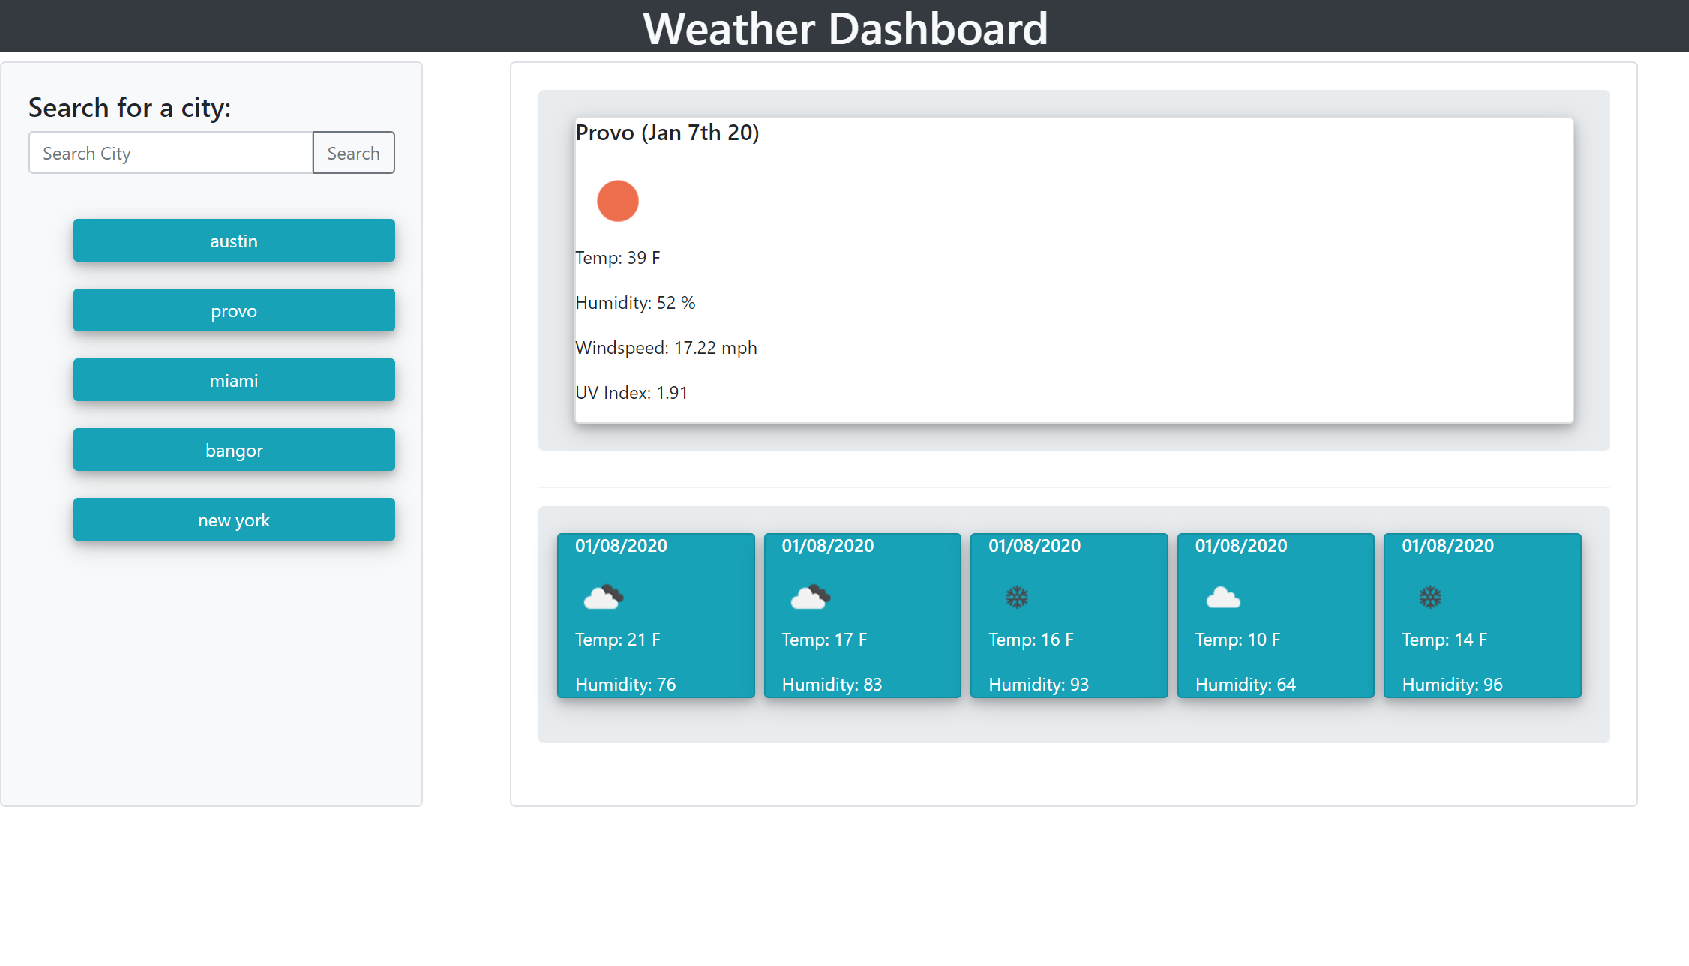 Weather Dashboard
Search for a city:
Search City
Search
austin
provo
miami
bangor
new york
Provo (Jan 7th 20)
Temp: 39 F
Humidity: 52 %
Windspeed: 17.22 mph
UV Index: 1.91
01/08/2020
Temp: 21 F
Humidity: 76
01/08/2020
Temp: 17 F
Humidity: 83
01/08/2020
Temp: 16 F
Humidity: 93
01/08/2020
Temp: 10 F
Humidity: 64
01/08/2020
Temp: 14 F
Humidity: 96